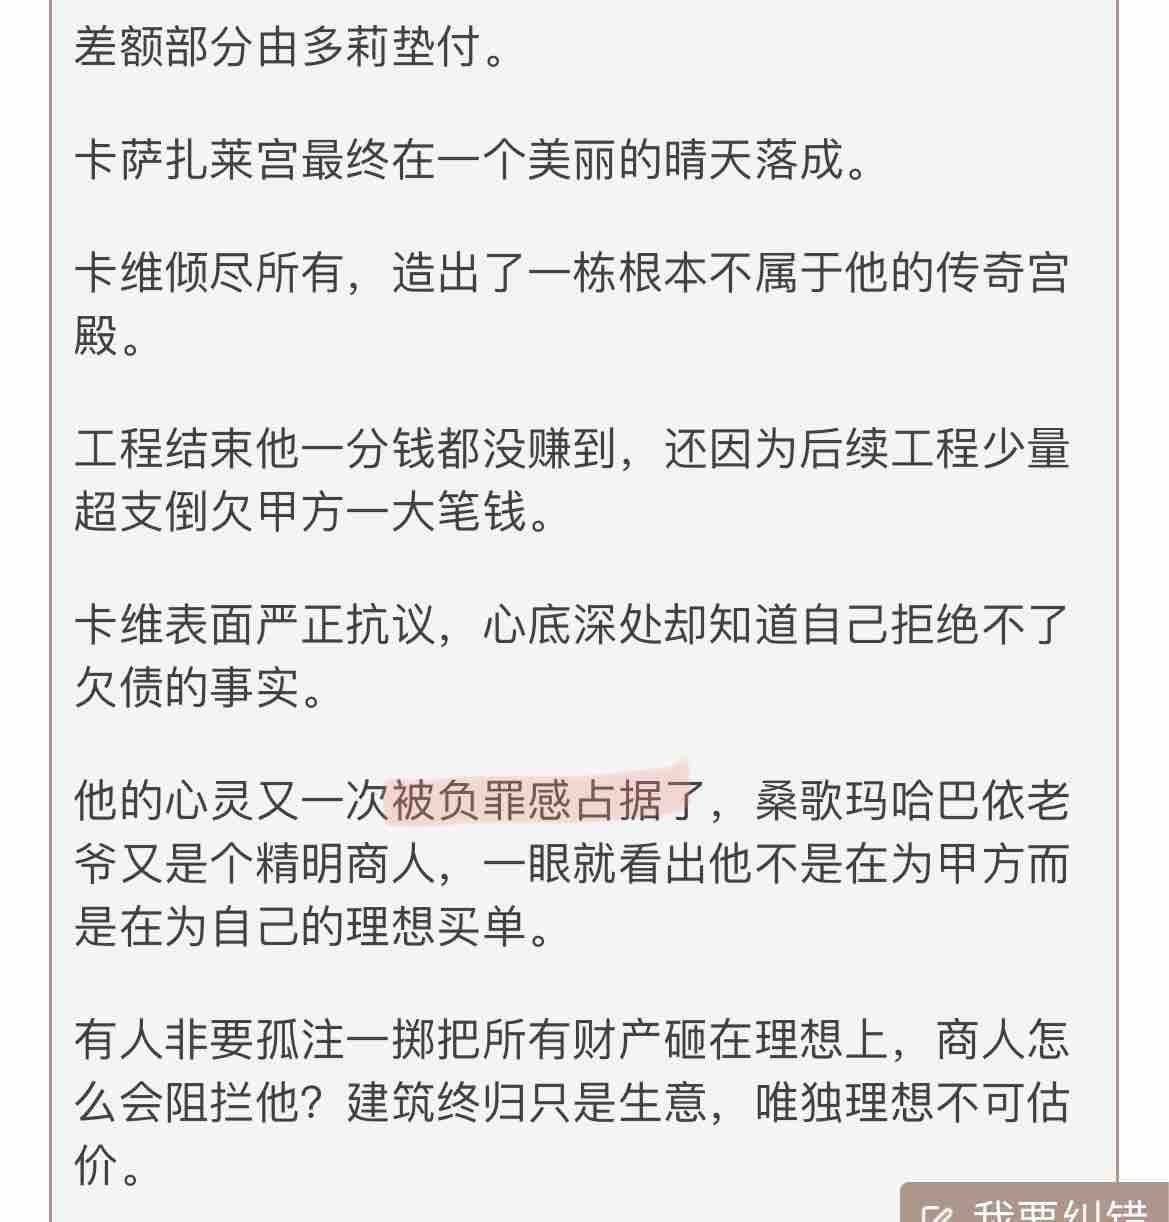 差额部分由多莉垫付。
卡萨扎莱宫最终在一个美丽的晴天落成。
卡维倾尽所有，造出了一栋根本不属于他的传奇宫
殿。
工程结束他一分钱都没赚到，还因为后续工程少量
超支倒欠甲方一大笔钱。
卡维表面严正抗议，心底深处却知道自己拒绝不了
欠债的事实。
他的心灵又一次被负罪感占据了，桑歌玛哈巴依老
爷又是个精明商人，一眼就看出他不是在为甲方而
是在为自己的理想买单。
有人非要孤注一掷把所有财产砸在理想上，商人怎
么会阻拦他？建筑终归只是生意，唯独理想不可估
价。
我要纠错